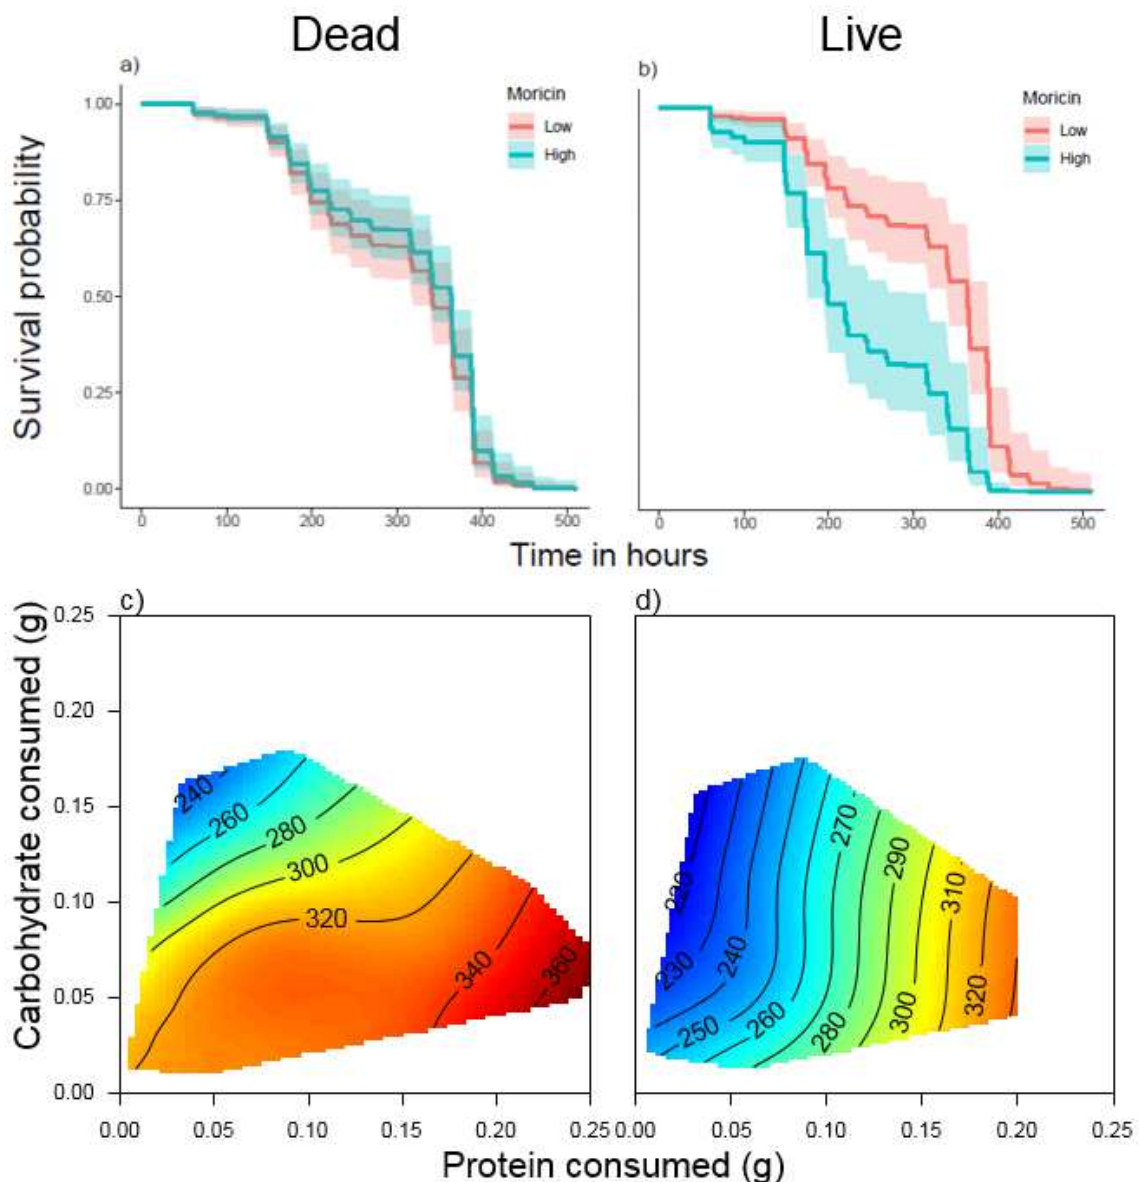 Dead
Live
a)
b)
Moricin
Low
High
Moricin
Low
High
1.00
0.75
0.50
0.25
0.00
Survival probability
0 100 200 300 400 500
0 100 200 300 400 500
Time in hours
c)
d)
Carbohydrate consumed (g)
0.25
0.20
0.15
0.10
0.05
0.00
240
260
280
300
320
340
360
230
240
250
260
270
280
290
300
310
320
0.00 0.05 0.10 0.15 0.20 0.25
0.00 0.05 0.10 0.15 0.20 0.25
Protein consumed (g)